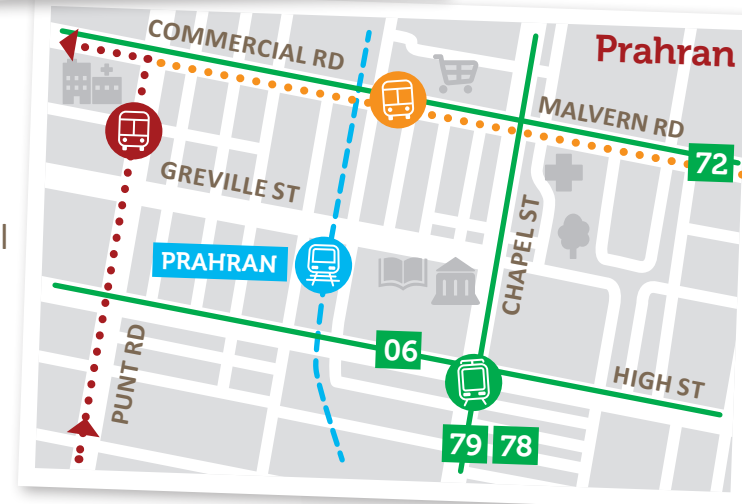 COMMERCIAL RD
Prahran
MALVERN RD
72
GREVILLE ST
l
PRAHRAN
CHAPEL ST
06
PUNT RD
HIGH ST
79 78